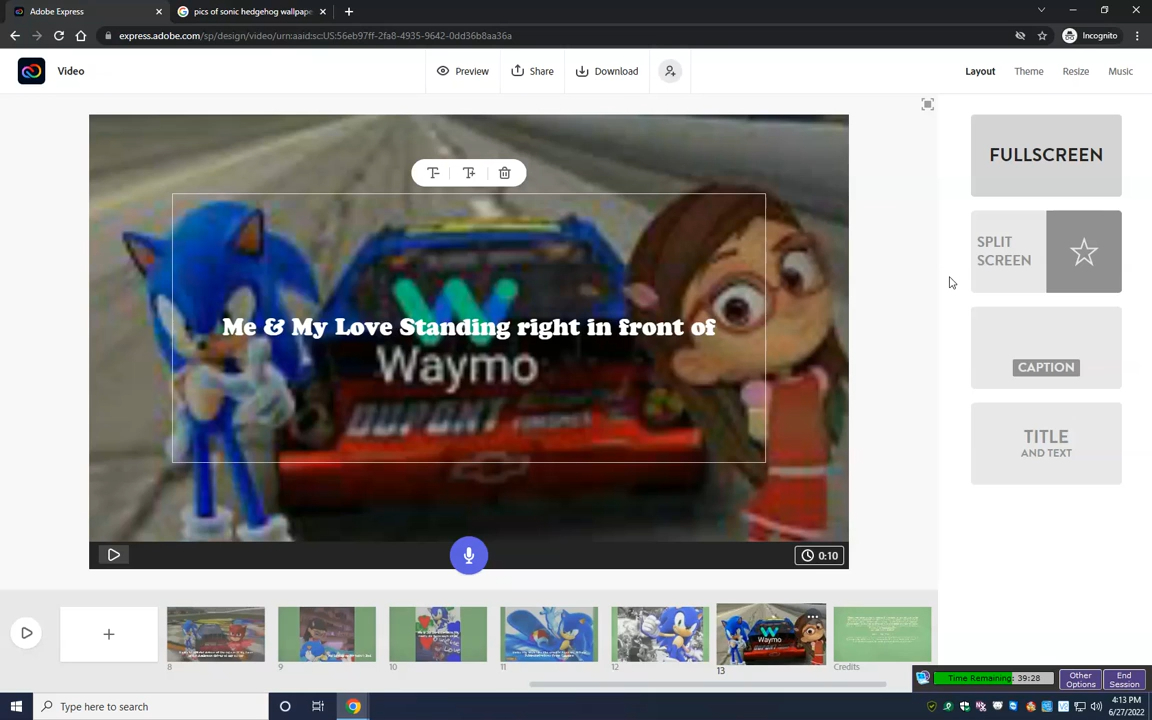 Adobe Express
pics of sonic hedgehog wallpape
express.adobe.com/sp/design/video/urn:aaid:sc:US:56eb97ff-2fa8-4935-9642-0dd36b8aa36a
Incognito
Video
Preview
Share
Download
Layout
Theme
Resize
Music
FULLSCREEN
SPLIT
SCREEN
CAPTION
TITLE
AND TEXT
Me & My Love Standing right in front of
Waymo
DUPONT
0:10
Waymo
8
9
10
11
12
13
Credits
Time Remaining: 39:28
Other
Options
End
Session
Type here to search
4:13 PM
6/27/2022